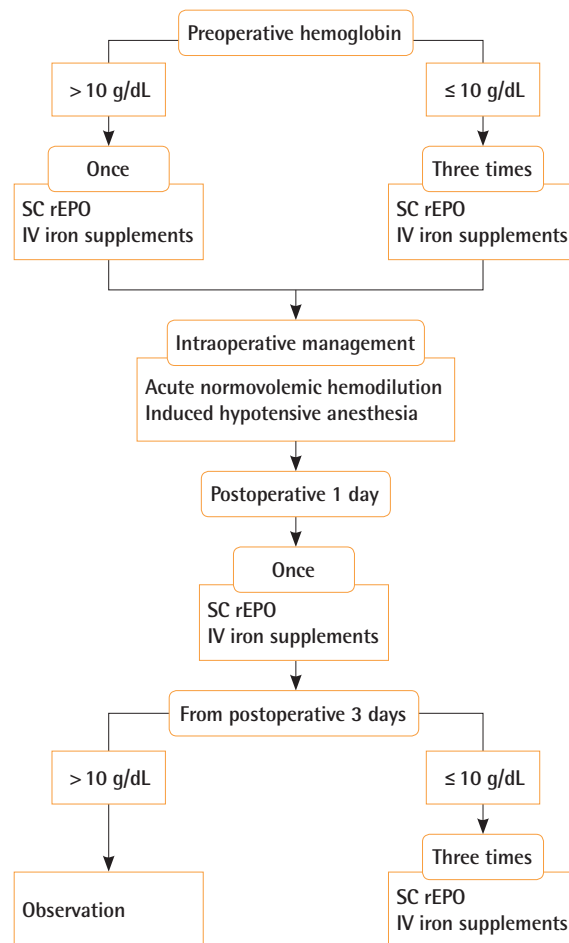 Preoperative hemoglobin
> 10 g/dL
≤ 10 g/dL
Once
SC rEPO
IV iron supplements
Three times
SC rEPO
IV iron supplements
Intraoperative management
Acute normovolemic hemodilution
Induced hypotensive anesthesia
Postoperative 1 day
Once
SC rEPO
IV iron supplements
From postoperative 3 days
> 10 g/dL
≤ 10 g/dL
Observation
Three times
SC rEPO
IV iron supplements